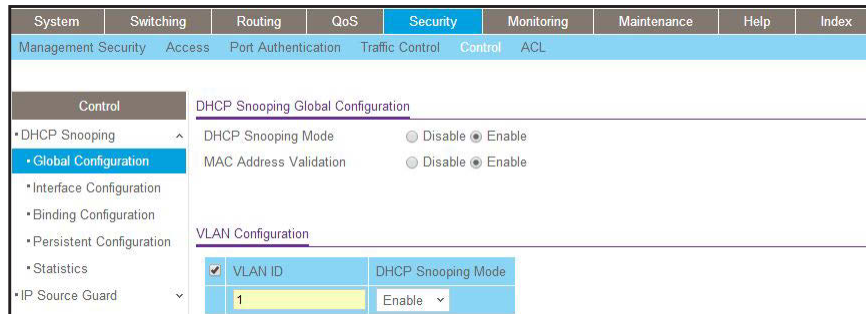 System Switching Routing QoS Security Monitoring Maintenance Help Index
Management Security Access Port Authentication Traffic Control Control ACL
Control
DHCP Snooping
Global Configuration
Interface Configuration
Binding Configuration
Persistent Configuration
Statistics
IP Source Guard
DHCP Snooping Global Configuration
DHCP Snooping Mode Disable Enable
MAC Address Validation Disable Enable
VLAN Configuration
VLAN ID DHCP Snooping Mode
1 Enable